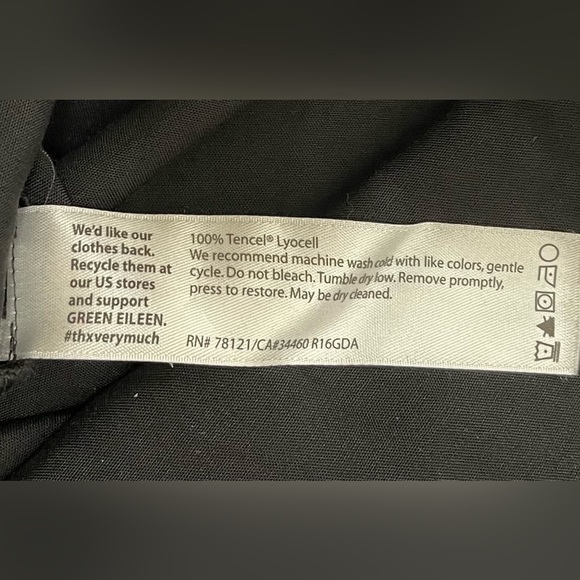 We'd like our
clothes back.
Recycle them at
our US stores
and support
GREEN EILEEN.
#thxverymuch
100% Tencel® Lyocell
We recommend machine wash cold with like colors, gentle
cycle. Do not bleach. Tumble dry low. Remove promptly,
press to restore. May be dry cleaned.
RN# 78121/CA#34460 R16GDA